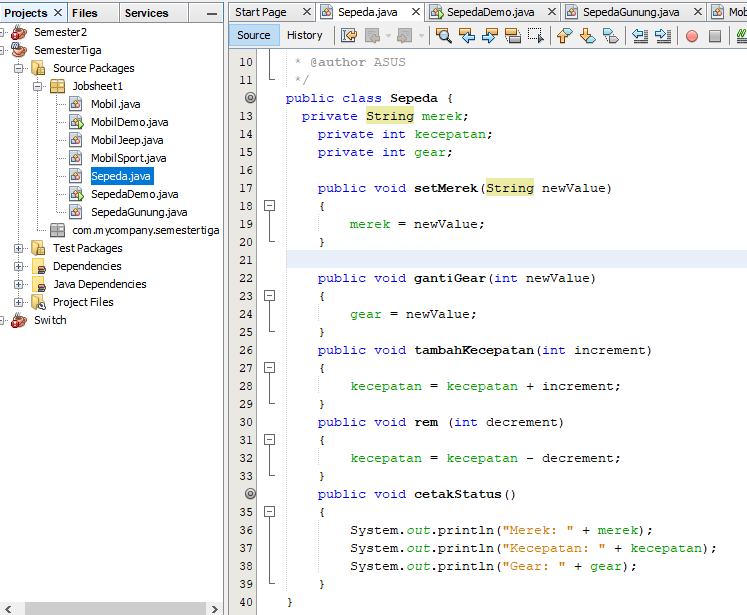 Projects × Files Services
Semester2
SemesterTiga
Source Packages
Jobsheet1
Mobil.java
MobilDemo.java
MobilJeep.java
MobilSport.java
Sepeda.java
SepedaDemo.java
SepedaGunung.java
com.mycompany.semestertiga
Test Packages
Dependencies
Java Dependencies
Project Files
Switch
Start Page × Sepeda.java × SepedaDemo.java × SepedaGunung.java × Mo
Source History
10 * @author ASUS
11 */
public class Sepeda {
13 private String merek;
14 private int kecepatan;
15 private int gear;
16
17 public void setMerek(String newValue)
18 {
19 merek = newValue;
20 }
21
22 public void gantiGear(int newValue)
23 {
24 gear = newValue;
25 }
26 public void tambahKecepatan(int increment)
27 {
28 kecepatan = kecepatan + increment;
29 }
30 public void rem (int decrement)
31 {
32 kecepatan = kecepatan - decrement;
33 }
public void cetakStatus()
35 {
36 System.out.println("Merek: " + merek);
37 System.out.println("Kecepatan: " + kecepatan);
38 System.out.println("Gear: " + gear);
39 }
40 }